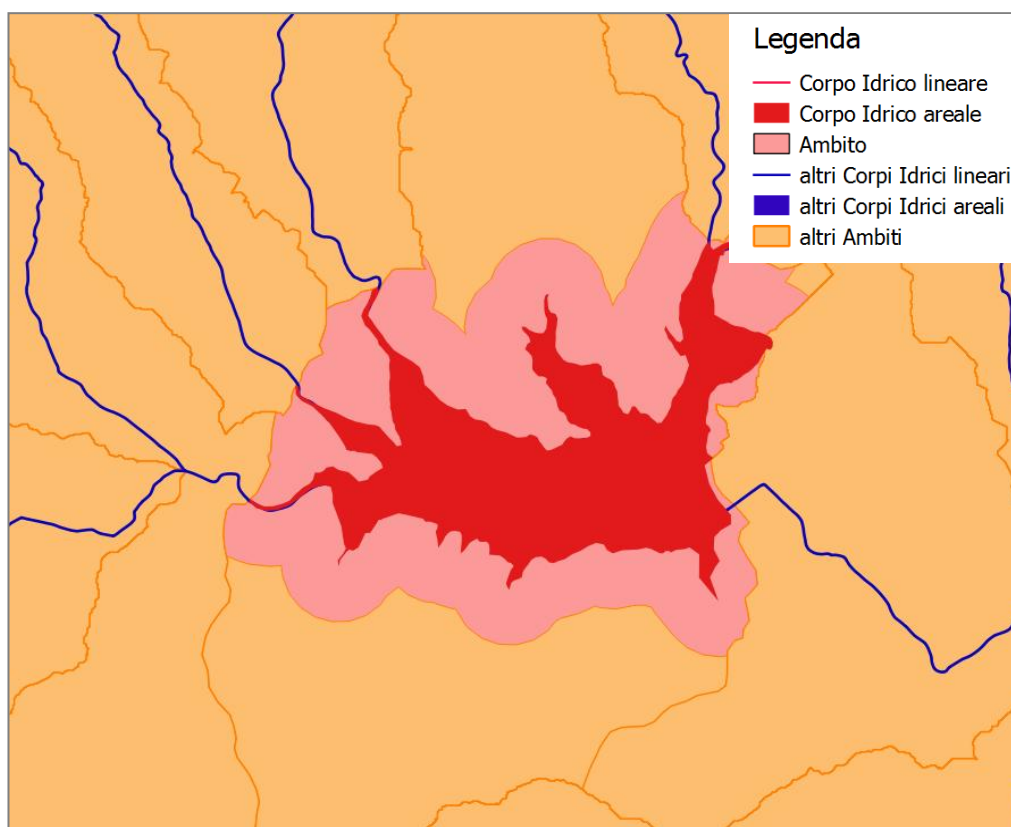 Legenda
Corpo Idrico lineare
Corpo Idrico areale
Ambito
altri Corpi Idrici lineari
altri Corpi Idrici areali
altri Ambiti